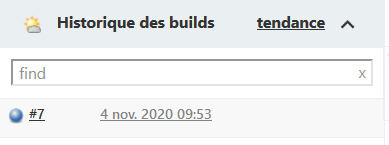 Historique des builds tendance
find x
#7 4 nov. 2020 09:53